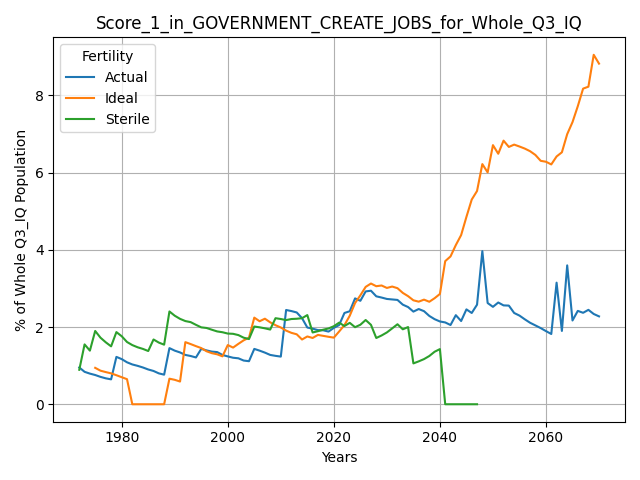 Score_1_in_GOVERNMENT_CREATE_JOBS_for_Whole_Q3_IQ
Fertility
Actual
Ideal
Sterile
% of Whole Q3_IQ Population
8
6
4
2
0
1980 2000 2020 2040 2060
Years